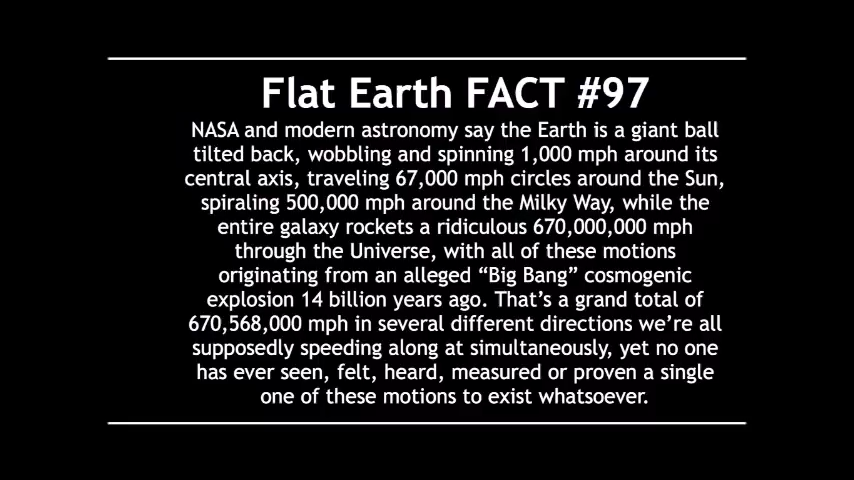 Flat Earth FACT #97
NASA and modern astronomy say the Earth is a giant ball
tilted back, wobbling and spinning 1,000 mph around its
central axis, traveling 67,000 mph circles around the Sun,
spiraling 500,000 mph around the Milky Way, while the
entire galaxy rockets a ridiculous 670,000,000 mph
through the Universe, with all of these motions
originating from an alleged “Big Bang” cosmogenic
explosion 14 billion years ago. That’s a grand total of
670,568,000 mph in several different directions we’re all
supposedly speeding along at simultaneously, yet no one
has ever seen, felt, heard, measured or proven a single
one of these motions to exist whatsoever.